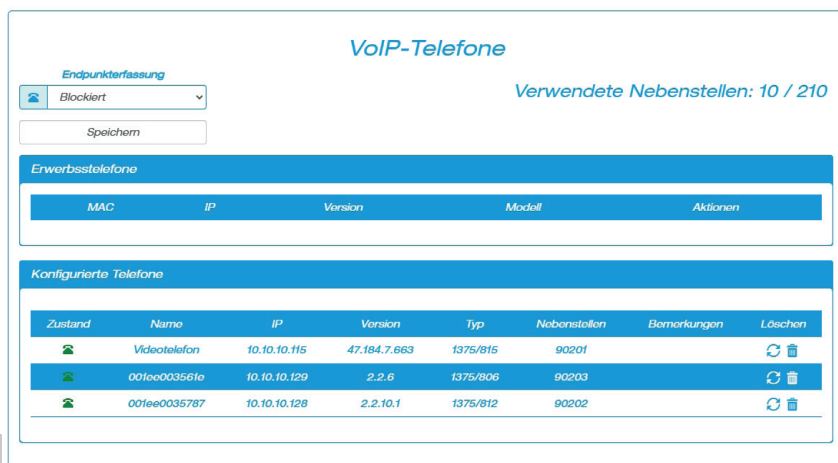 VoIP-Telefone
Endpunkterfassung
Blockiert
Verwendete Nebenstellen: 10 / 210
Speichern
Erwerbsstelefone
MAC IP Version Modell Aktionen
Konfigurierte Telefone
Zustand Name IP Version Typ Nebenstellen Bemerkungen Löschen
Videotelefon 10.10.10.115 47.184.7.663 1375/815 90201
001ee003561e 10.10.10.129 2.2.6 1375/806 90203
001ee0035787 10.10.10.128 2.2.10.1 1375/812 90202